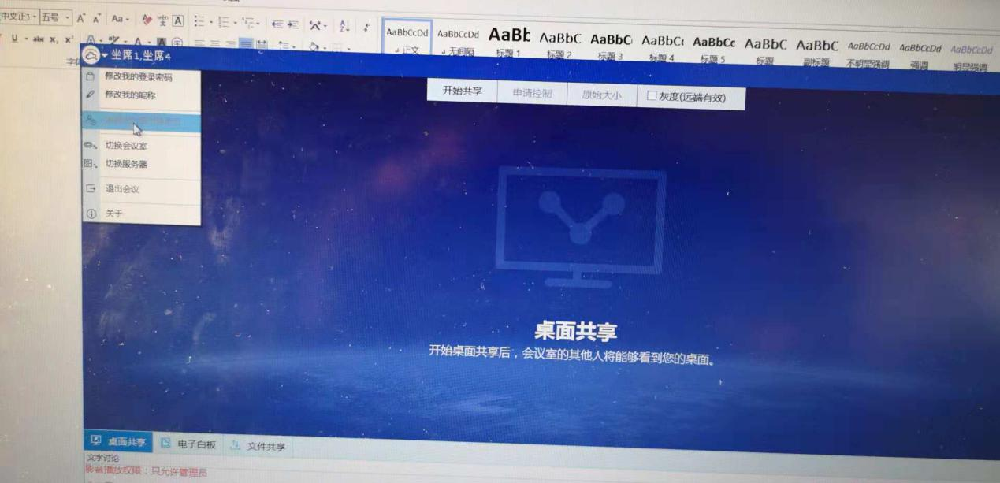 五号
Aa
AaBbCcDd AaBbCcDd AaBb AaBbC AaBbC AaBbC AaBbCc AaBbC AaBbC AaBbCcDd AaBbCcDd AaBbCcDd
正文 无间隔 标题 1 标题 2 标题 3 标题 4 标题 5 标题 副标题 不明显强调 强调 明显强调
坐席1,坐席4
修改我的登录密码
修改我的昵称
切换会议室
切换服务器
退出会议
关于
开始共享 申请控制 原始大小 灰度(远端有效)
桌面共享
开始桌面共享后，会议室的其他人将能够看到您的桌面。
桌面共享 电子白板 文件共享
文字讨论
影音播放权限：只允许管理员